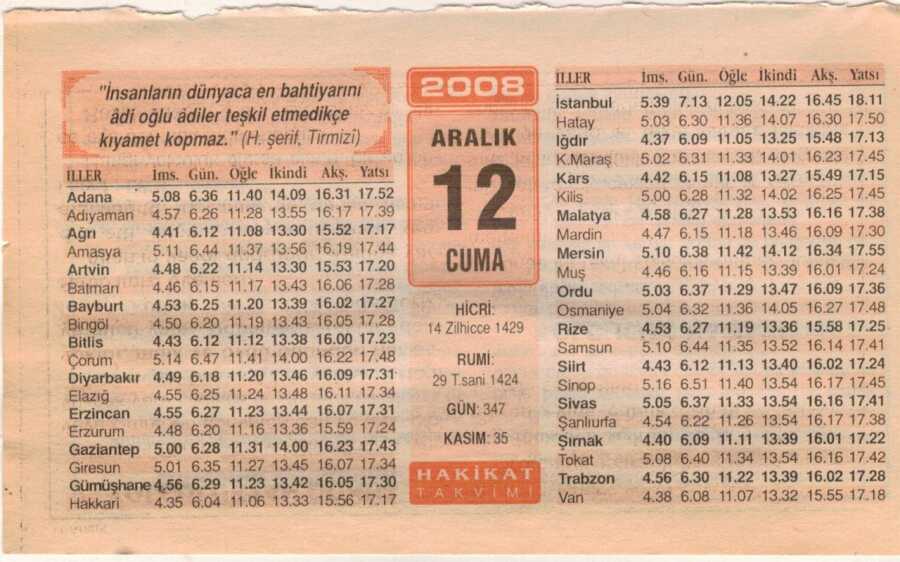 "İnsanların dünyaca en bahtiyarını
âdi oğlu âdiler teşkil etmedikçe
kıyamet kopmaz." (H. şerif, Tirmizî)
İLLER Ims. Gün. Öğle İkindi Akş. Yatsı
Adana 5.08 6.36 11.40 14.09 16.31 17.52
Adıyaman 4.57 6.26 11.28 13.55 16.17 17.39
Ağrı 4.41 6.12 11.08 13.30 15.52 17.17
Amasya 5.11 6.44 11.37 13.56 16.19 17.44
Artvin 4.48 6.22 11.14 13.30 15.53 17.20
Batman 4.46 6.15 11.17 13.43 16.06 17.28
Bayburt 4.53 6.25 11.20 13.39 16.02 17.27
Bingöl 4.50 6.20 11.19 13.43 16.05 17.28
Bitlis 4.43 6.12 11.12 13.38 16.00 17.23
Çorum 5.14 6.47 11.41 14.00 16.22 17.48
Diyarbakır 4.49 6.18 11.20 13.46 16.09 17.31
Elazığ 4.55 6.25 11.24 13.48 16.11 17.34
Erzincan 4.55 6.27 11.23 13.44 16.07 17.31
Erzurum 4.48 6.20 11.16 13.36 15.59 17.24
Gaziantep 5.00 6.28 11.31 14.00 16.23 17.43
Giresun 5.01 6.35 11.27 13.45 16.07 17.34
Gümüşhane 4.56 6.29 11.23 13.42 16.05 17.30
Hakkari 4.35 6.04 11.06 13.33 15.56 17.17
2008
ARALIK
12
CUMA
HİCRİ:
14 Zilhicce 1429
RUMI:
29 T.sani 1424
GÜN: 347
KASIM: 35
HAKİKAT
TAKVİMİ
İLLER Ims. Gün. Öğle İkindi Akş. Yatsı
İstanbul 5.39 7.13 12.05 14.22 16.45 18.11
Hatay 5.03 6.30 11.36 14.07 16.30 17.50
Iğdır 4.37 6.09 11.05 13.25 15.48 17.13
K.Maraş 5.02 6.31 11.33 14.01 16.23 17.45
Kars 4.42 6.15 11.08 13.27 15.49 17.15
Kilis 5.00 6.28 11.32 14.02 16.25 17.45
Malatya 4.58 6.27 11.28 13.53 16.16 17.38
Mardin 4.47 6.15 11.18 13.46 16.09 17.30
Mersin 5.10 6.38 11.42 14.12 16.34 17.55
Muş 4.46 6.16 11.15 13.39 16.01 17.24
Ordu 5.03 6.37 11.29 13.47 16.09 17.36
Osmaniye 5.04 6.32 11.36 14.05 16.27 17.48
Rize 4.53 6.27 11.19 13.36 15.58 17.25
Samsun 5.10 6.44 11.35 13.52 16.14 17.41
Siirt 4.43 6.12 11.13 13.40 16.02 17.24
Sinop 5.16 6.51 11.40 13.54 16.17 17.45
Sivas 5.05 6.37 11.33 13.54 16.16 17.41
Şanlıurfa 4.54 6.22 11.26 13.54 16.17 17.38
Şırnak 4.40 6.09 11.11 13.39 16.01 17.22
Tokat 5.08 6.40 11.34 13.54 16.16 17.42
Trabzon 4.56 6.30 11.22 13.39 16.02 17.28
Van 4.38 6.08 11.07 13.32 15.55 17.18